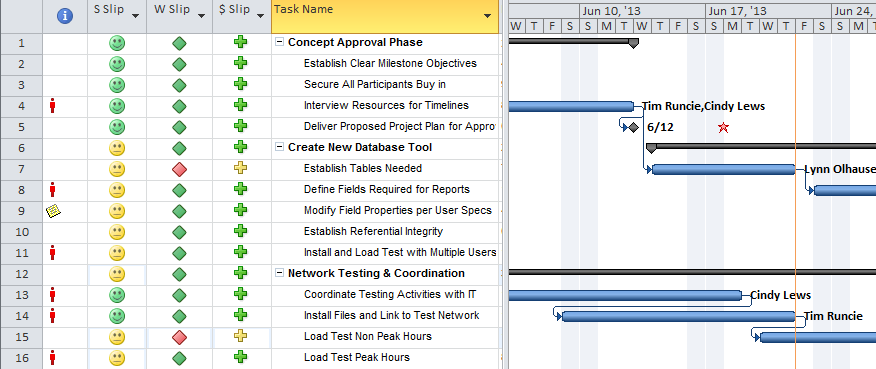 S Slip W Slip $ Slip Task Name
Jun 10, '13 Jun 17, '13 Jun 24,
W T F S S M T W T F S S M T W T F S S M T
1 Concept Approval Phase
2 Establish Clear Milestone Objectives
3 Secure All Participants Buy in
4 Interview Resources for Timelines Tim Runcie,Cindy Lews
5 Deliver Proposed Project Plan for Approv 6/12
6 Create New Database Tool
7 Establish Tables Needed Lynn Olhause
8 Define Fields Required for Reports
9 Modify Field Properties per User Specs
10 Establish Referential Integrity
11 Install and Load Test with Multiple Users
12 Network Testing & Coordination
13 Coordinate Testing Activities with IT Cindy Lews
14 Install Files and Link to Test Network Tim Runcie
15 Load Test Non Peak Hours
16 Load Test Peak Hours